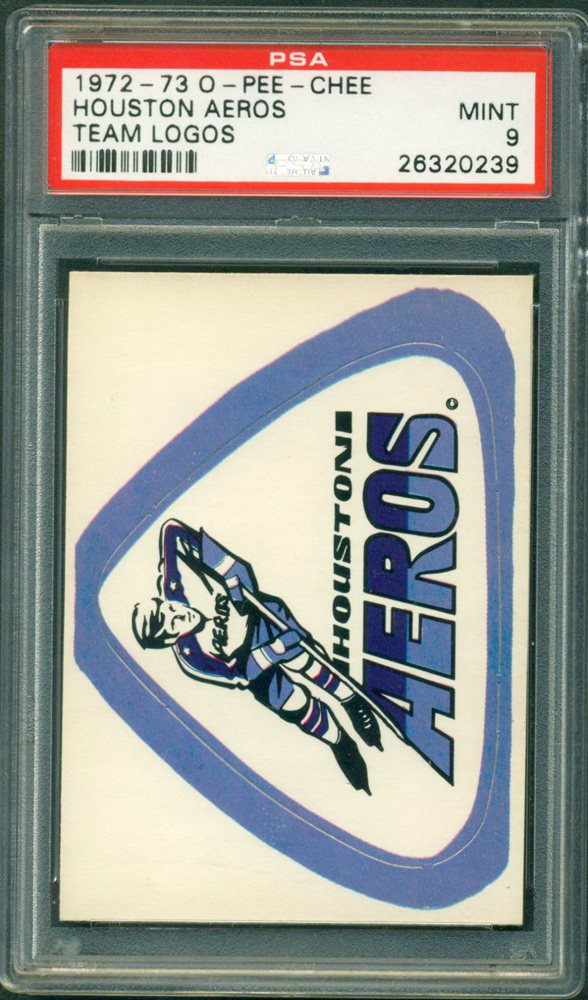 PSA
1972-73 O-PEE-CHEE
HOUSTON AEROS
TEAM LOGOS
MINT
9
26320239
HOUSTON
AEROS
AEROS